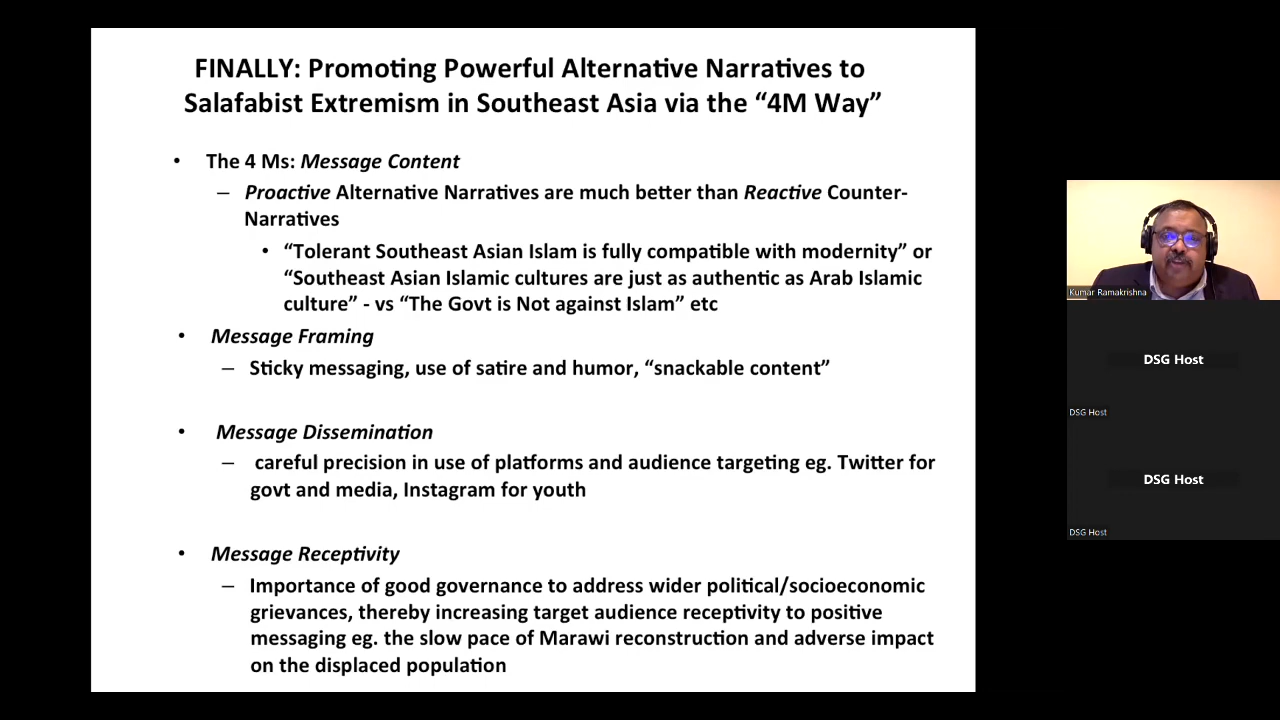 FINALLY: Promoting Powerful Alternative Narratives to
Salafabist Extremism in Southeast Asia via the “4M Way”
• The 4 Ms: Message Content
– Proactive Alternative Narratives are much better than Reactive Counter-
Narratives
• “Tolerant Southeast Asian Islam is fully compatible with modernity” or
“Southeast Asian Islamic cultures are just as authentic as Arab Islamic
culture” - vs “The Govt is Not against Islam” etc
• Message Framing
– Sticky messaging, use of satire and humor, “snackable content”
• Message Dissemination
– careful precision in use of platforms and audience targeting eg. Twitter for
govt and media, Instagram for youth
• Message Receptivity
– Importance of good governance to address wider political/socioeconomic
grievances, thereby increasing target audience receptivity to positive
messaging eg. the slow pace of Marawi reconstruction and adverse impact
on the displaced population
Kumar Ramakrishna
DSG Host
DSG Host
DSG Host
DSG Host